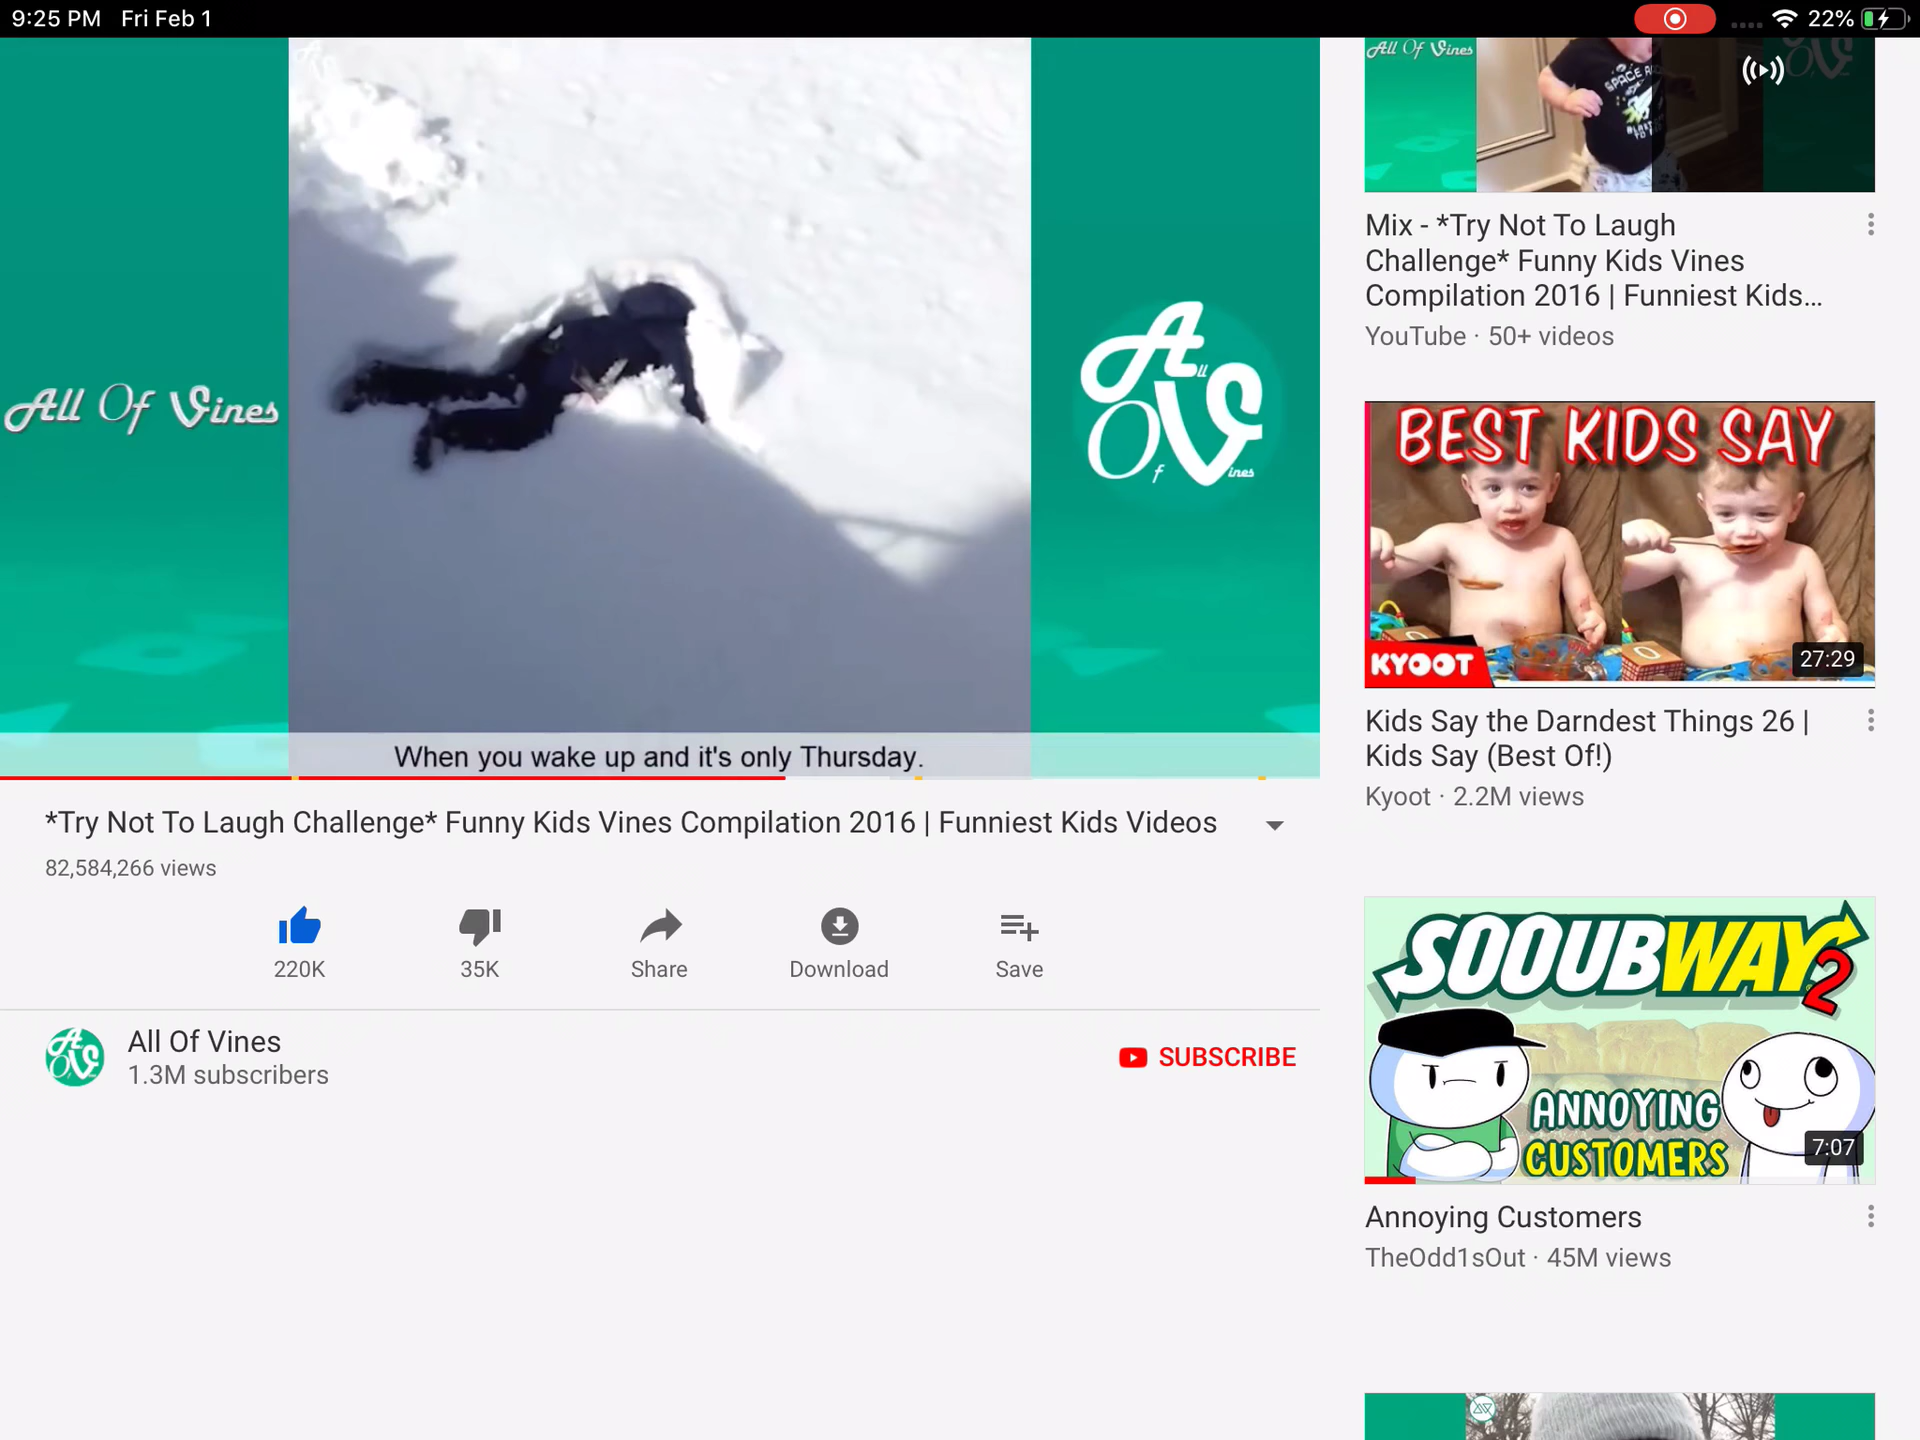 9:25 PM Fri Feb 1
22%
All Of Vines
When you wake up and it's only Thursday.
*Try Not To Laugh Challenge* Funny Kids Vines Compilation 2016 | Funniest Kids Videos
82,584,266 views
220K
35K
Share
Download
Save
All Of Vines
1.3M subscribers
SUBSCRIBE
All Of Vines
All Of Vines
SPACE
Mix - *Try Not To Laugh
Challenge* Funny Kids Vines
Compilation 2016 | Funniest Kids...
YouTube · 50+ videos
BEST KIDS SAY
KYOOT
27:29
Kids Say the Darndest Things 26 |
Kids Say (Best Of!)
Kyoot · 2.2M views
SOOUBWAY 2
ANNOYING
CUSTOMERS
7:07
Annoying Customers
TheOdd1sOut · 45M views